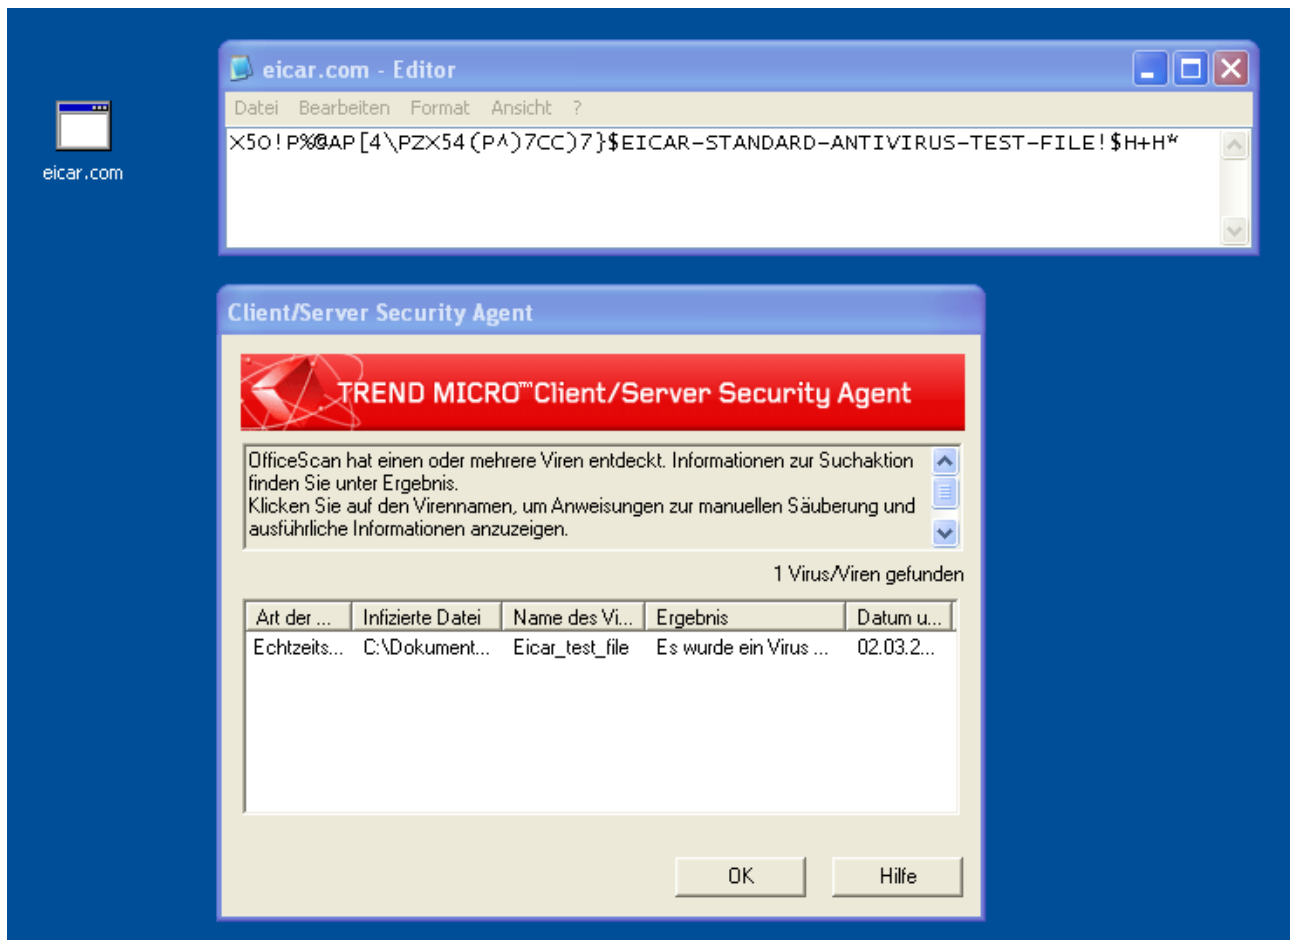 eicar.com
eicar.com - Editor
Datei Bearbeiten Format Ansicht ?
X5O!P%@AP[4\PZX54(P^)7CC)7}$EICAR-STANDARD-ANTIVIRUS-TEST-FILE!$H+H*
Client/Server Security Agent
TREND MICRO™Client/Server Security Agent
OfficeScan hat einen oder mehrere Viren entdeckt. Informationen zur Suchaktion
finden Sie unter Ergebnis.
Klicken Sie auf den Virennamen, um Anweisungen zur manuellen Säuberung und
ausführliche Informationen anzuzeigen.
1 Virus/Viren gefunden
Art der ... Infizierte Datei Name des Vi... Ergebnis Datum u...
Echtzeits... C:\Dokument... Eicar_test_file Es wurde ein Virus ... 02.03.2...
OK Hilfe